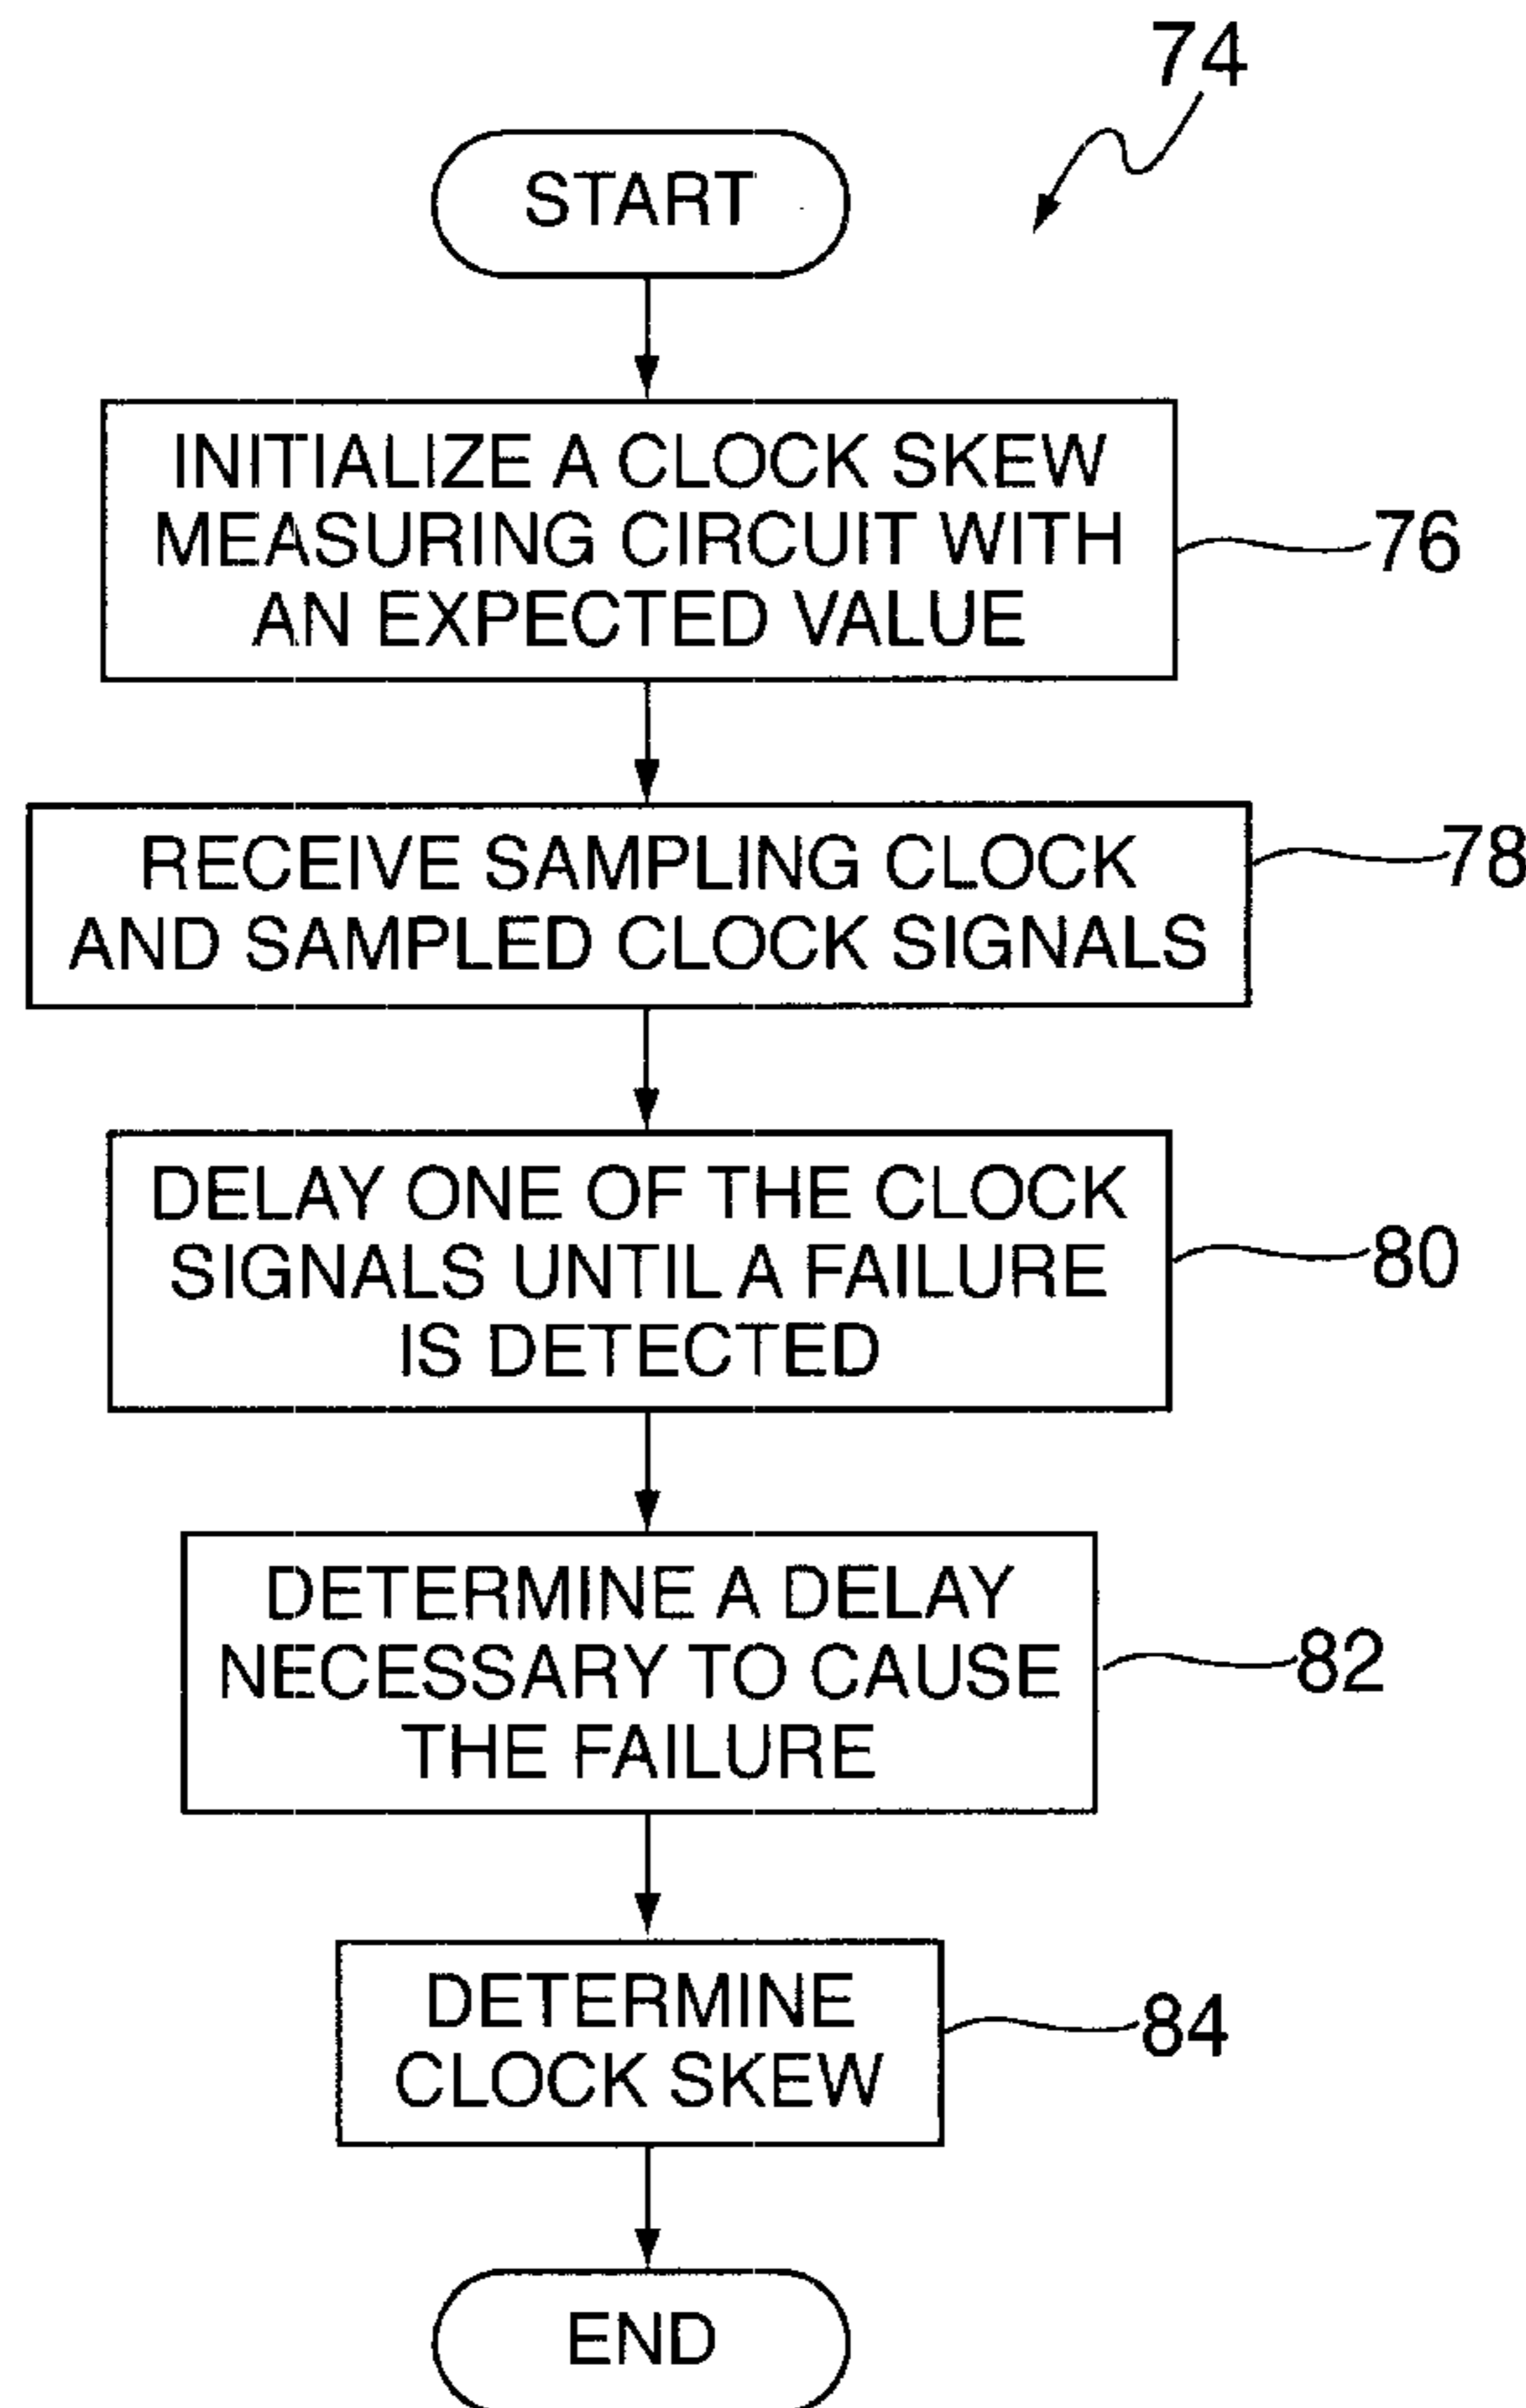 74
START
INITIALIZE A CLOCK SKEW
MEASURING CIRCUIT WITH
AN EXPECTED VALUE
76
RECEIVE SAMPLING CLOCK
AND SAMPLED CLOCK SIGNALS
78
DELAY ONE OF THE CLOCK
SIGNALS UNTIL A FAILURE
IS DETECTED
80
DETERMINE A DELAY
NECESSARY TO CAUSE
THE FAILURE
82
DETERMINE
CLOCK SKEW
84
END